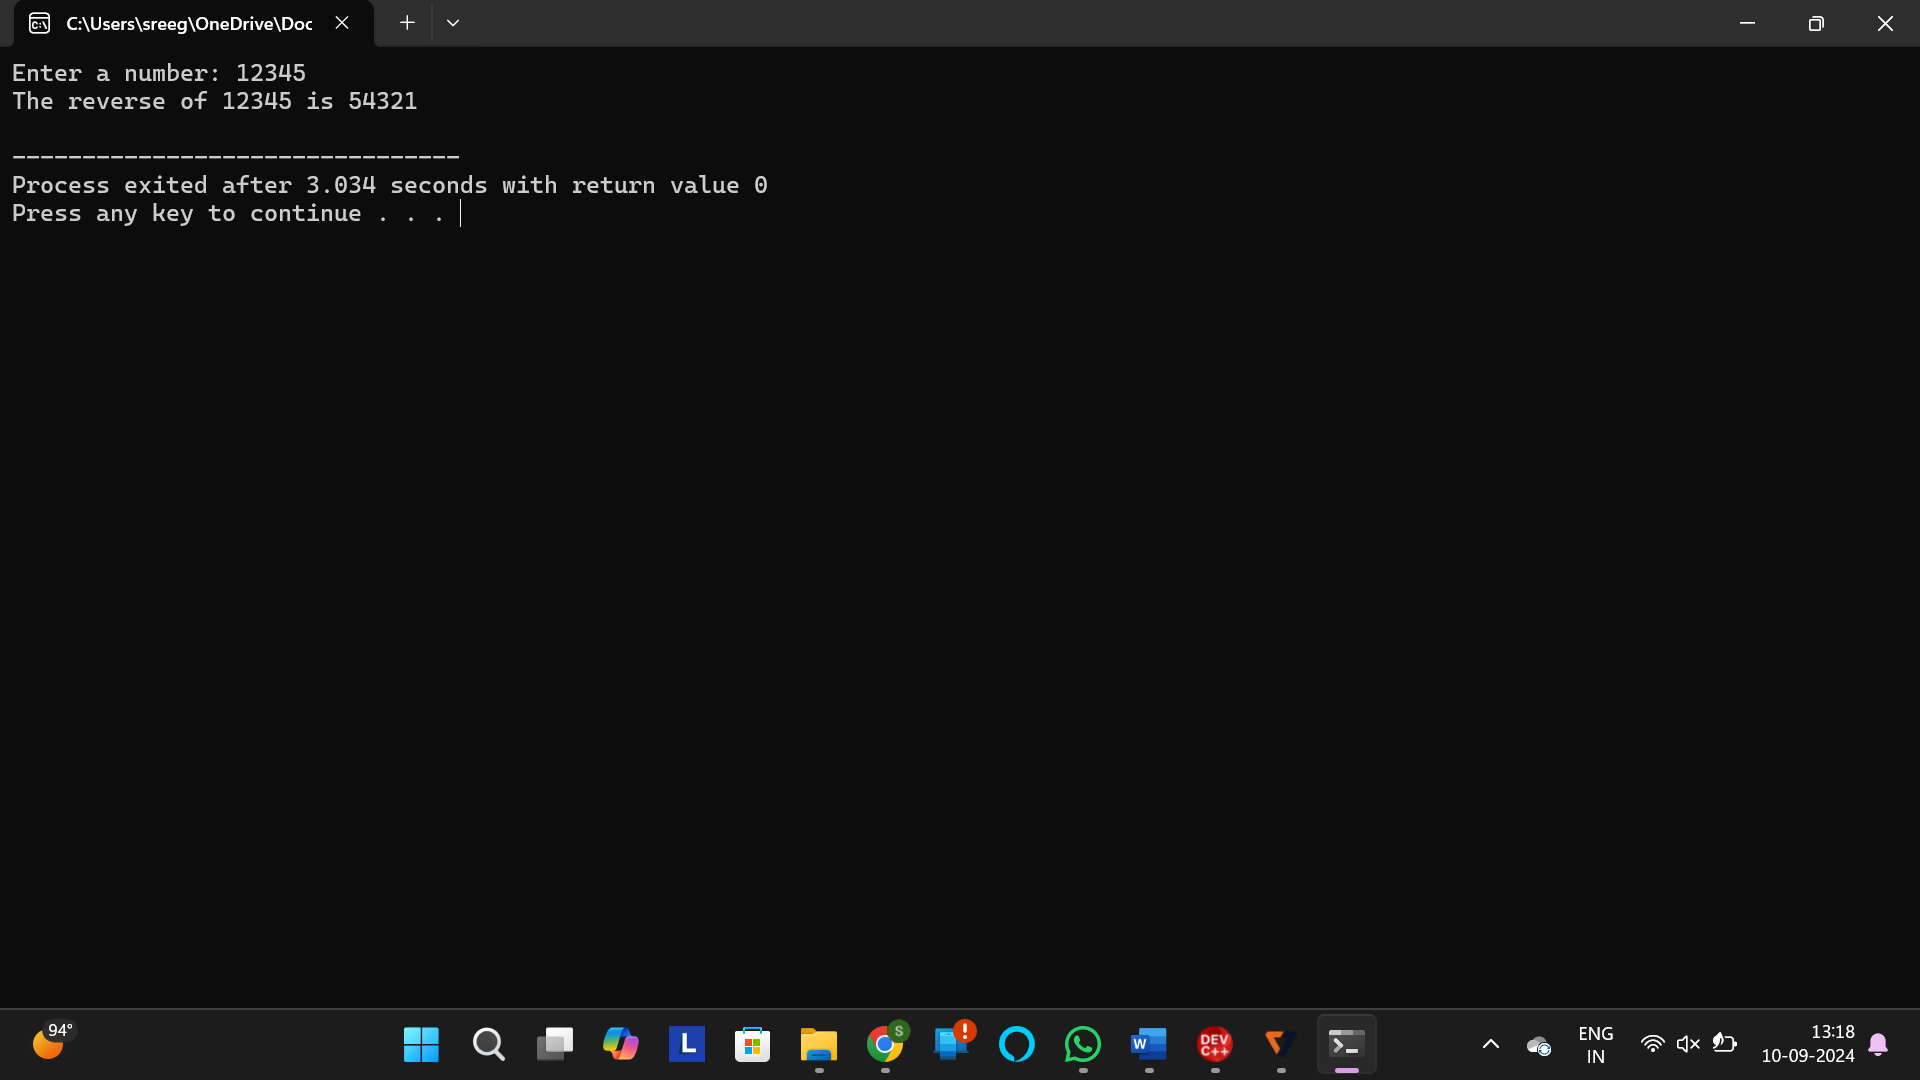 C:\Users\sreeg\OneDrive\Doc
Enter a number: 12345
The reverse of 12345 is 54321
--------------------------------
Process exited after 3.034 seconds with return value 0
Press any key to continue . . .
94°
L
S
W
DEV
C++
ENG
IN
13:18
10-09-2024